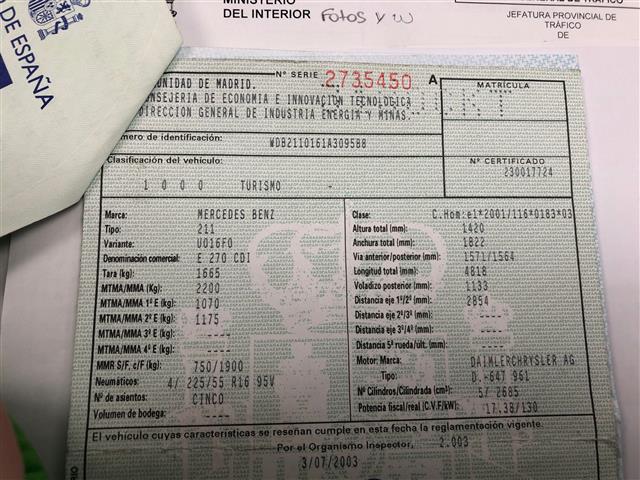 MINISTERIO
DEL INTERIOR
Fotos y
JEFATURA PROVINCIAL DE
TRÁFICO
DE
DE ESPAÑA
Nº SERIE 2735450 A
MATRÍCULA
UNIDAD DE MADRID.
ONSEJERIA DE ECONOMIA E INNOVACION TECNOLOGICA
DIRECCION GENERAL DE INDUSTRIA ENERGIA Y MINAS.
úmero de identificación:
WDB2110161A309588
Clasificación del vehículo:
1 0 0 0 TURISMO -
Nº CERTIFICADO
230017724
Marca: MERCEDES BENZ
Tipo: 211
Variante: U016F0
Denominación comercial: E 270 CDI
Tara (kg): 1665
MTMA/MMA (Kg) 2200
MTMA/MMA 1º E (kg) 1070
MTMA/MMA 2º E (kg) 1175
MTMA/MMA 3º E (kg) ----
MTMA/MMA 4º E (kg) ----
MMR S/F, c/F (kg): 750/1900
Neumáticos: 4/ 225/55 R16 95V
Nº de asientos: CINCO
Volumen de bodega: ----
Clase: C.Hom:e1*2001/116*0183*03
Altura total (mm): 1420
Anchura total (mm): 1822
Vía anterior/posterior (mm): 1571/1564
Longitud total (mm): 4818
Voladizo posterior (mm): 1133
Distancia eje 1º/2º (mm): 2854
Distancia eje 2º/3º (mm): ----
Distancia eje 3º/4º (mm): ----
Distancia 5ª rueda/últ. (mm): ----
Motor: Marca: DAIMLERCHRYSLER AG
Tipo: D.-647 961
Nº Cilindros/Cilindrada (cm³): 5/ 2685
Potencia fiscal/real (C.V.F/kW): 17.38/130
El vehículo cuyas características se reseñan cumple en esta fecha la reglamentación vigente.
Por el Organismo Inspector, 2.003
3/07/2003